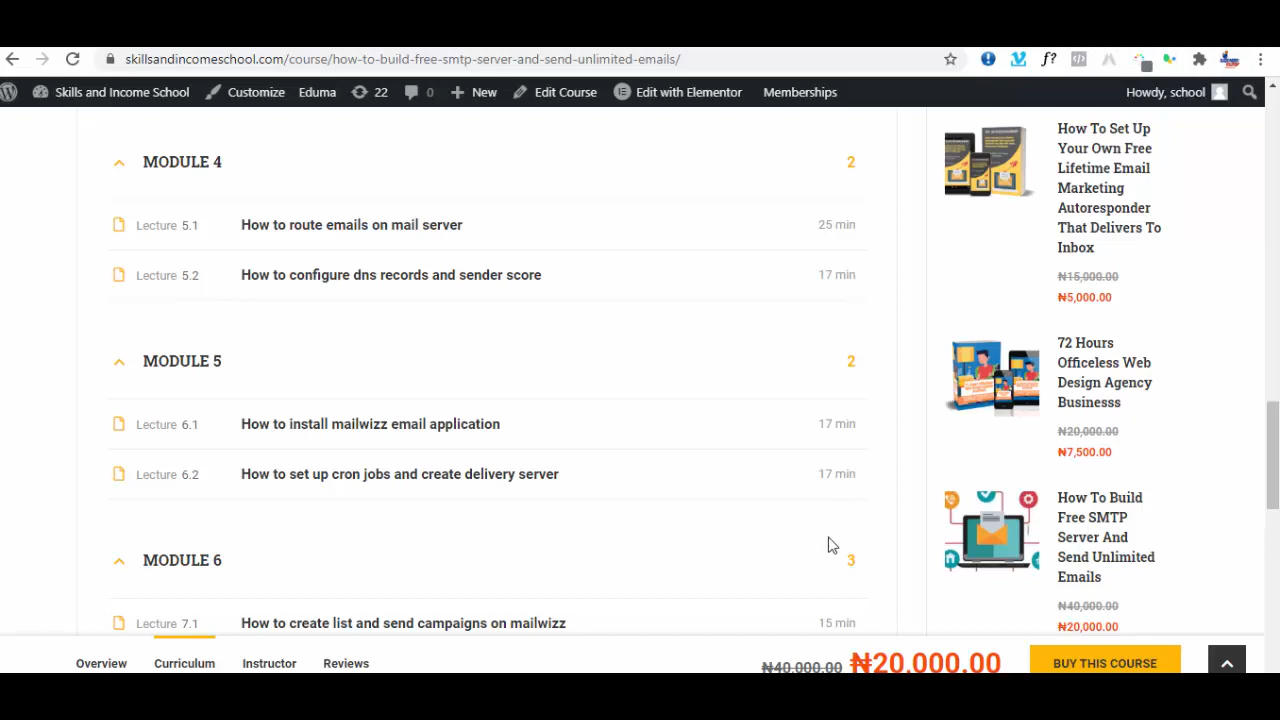 skillsandincomeschool.com/course/how-to-build-free-smtp-server-and-send-unlimited-emails/
f?
Skills and Income School
Customize
Eduma
22
0
New
Edit Course
Edit with Elementor
Memberships
Howdy, school
MODULE 4
2
Lecture 5.1
How to route emails on mail server
25 min
Lecture 5.2
How to configure dns records and sender score
17 min
MODULE 5
2
Lecture 6.1
How to install mailwizz email application
17 min
Lecture 6.2
How to set up cron jobs and create delivery server
17 min
MODULE 6
3
Lecture 7.1
How to create list and send campaigns on mailwizz
15 min
How To Set Up
Your Own Free
Lifetime Email
Marketing
Autoresponder
That Delivers To
Inbox
₦15,000.00
₦5,000.00
72 Hours
Officeless Web
Design Agency
Businesss
₦20,000.00
₦7,500.00
How To Build
Free SMTP
Server And
Send Unlimited
Emails
₦40,000.00
₦20,000.00
Overview
Curriculum
Instructor
Reviews
₦40,000.00
₦20,000.00
BUY THIS COURSE